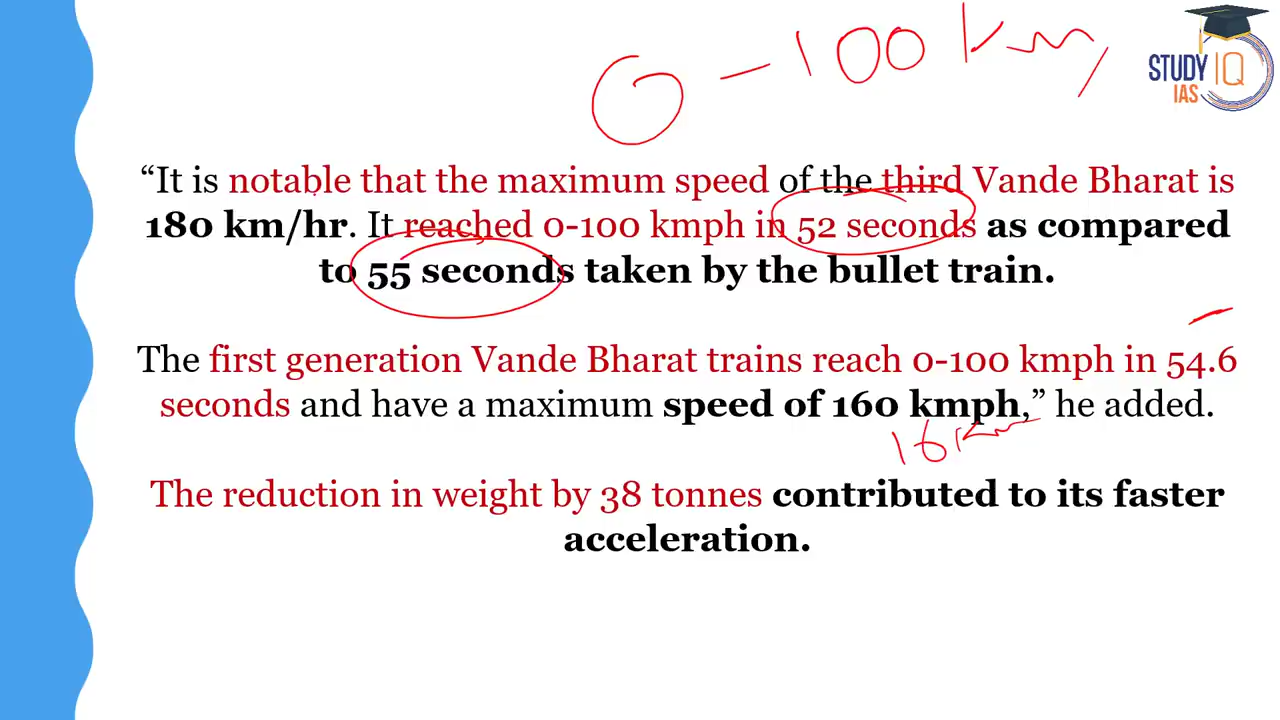 0-100 km
STUDY IQ
IAS
“It is notable that the maximum speed of the third Vande Bharat is
180 km/hr. It reached 0-100 kmph in 52 seconds as compared
to 55 seconds taken by the bullet train.
The first generation Vande Bharat trains reach 0-100 kmph in 54.6
seconds and have a maximum speed of 160 kmph,” he added.
16 Km
The reduction in weight by 38 tonnes contributed to its faster
acceleration.